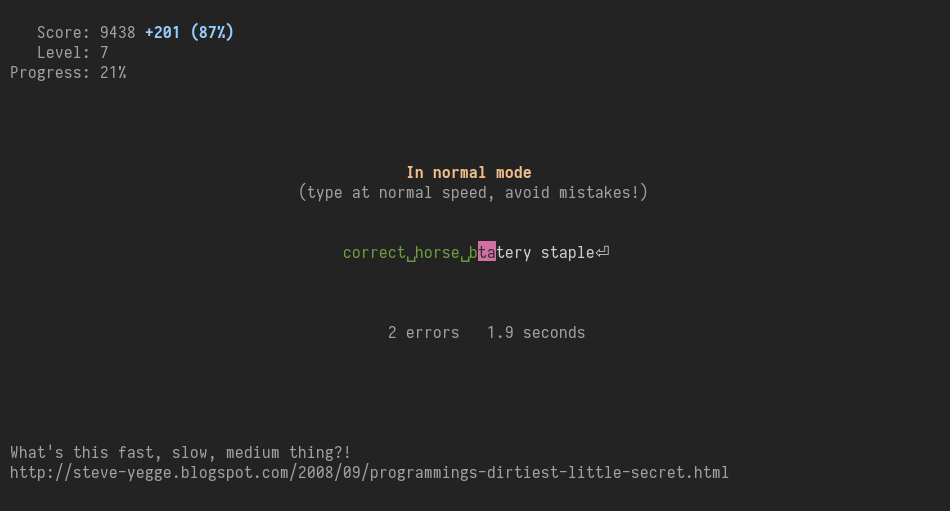 Score: 9438 +201 (87%)
Level: 7
Progress: 21%
In normal mode
(type at normal speed, avoid mistakes!)
correct␣horse␣btatery staple⏎
2 errors   1.9 seconds
What's this fast, slow, medium thing?!
http://steve-yegge.blogspot.com/2008/09/programmings-dirtiest-little-secret.html